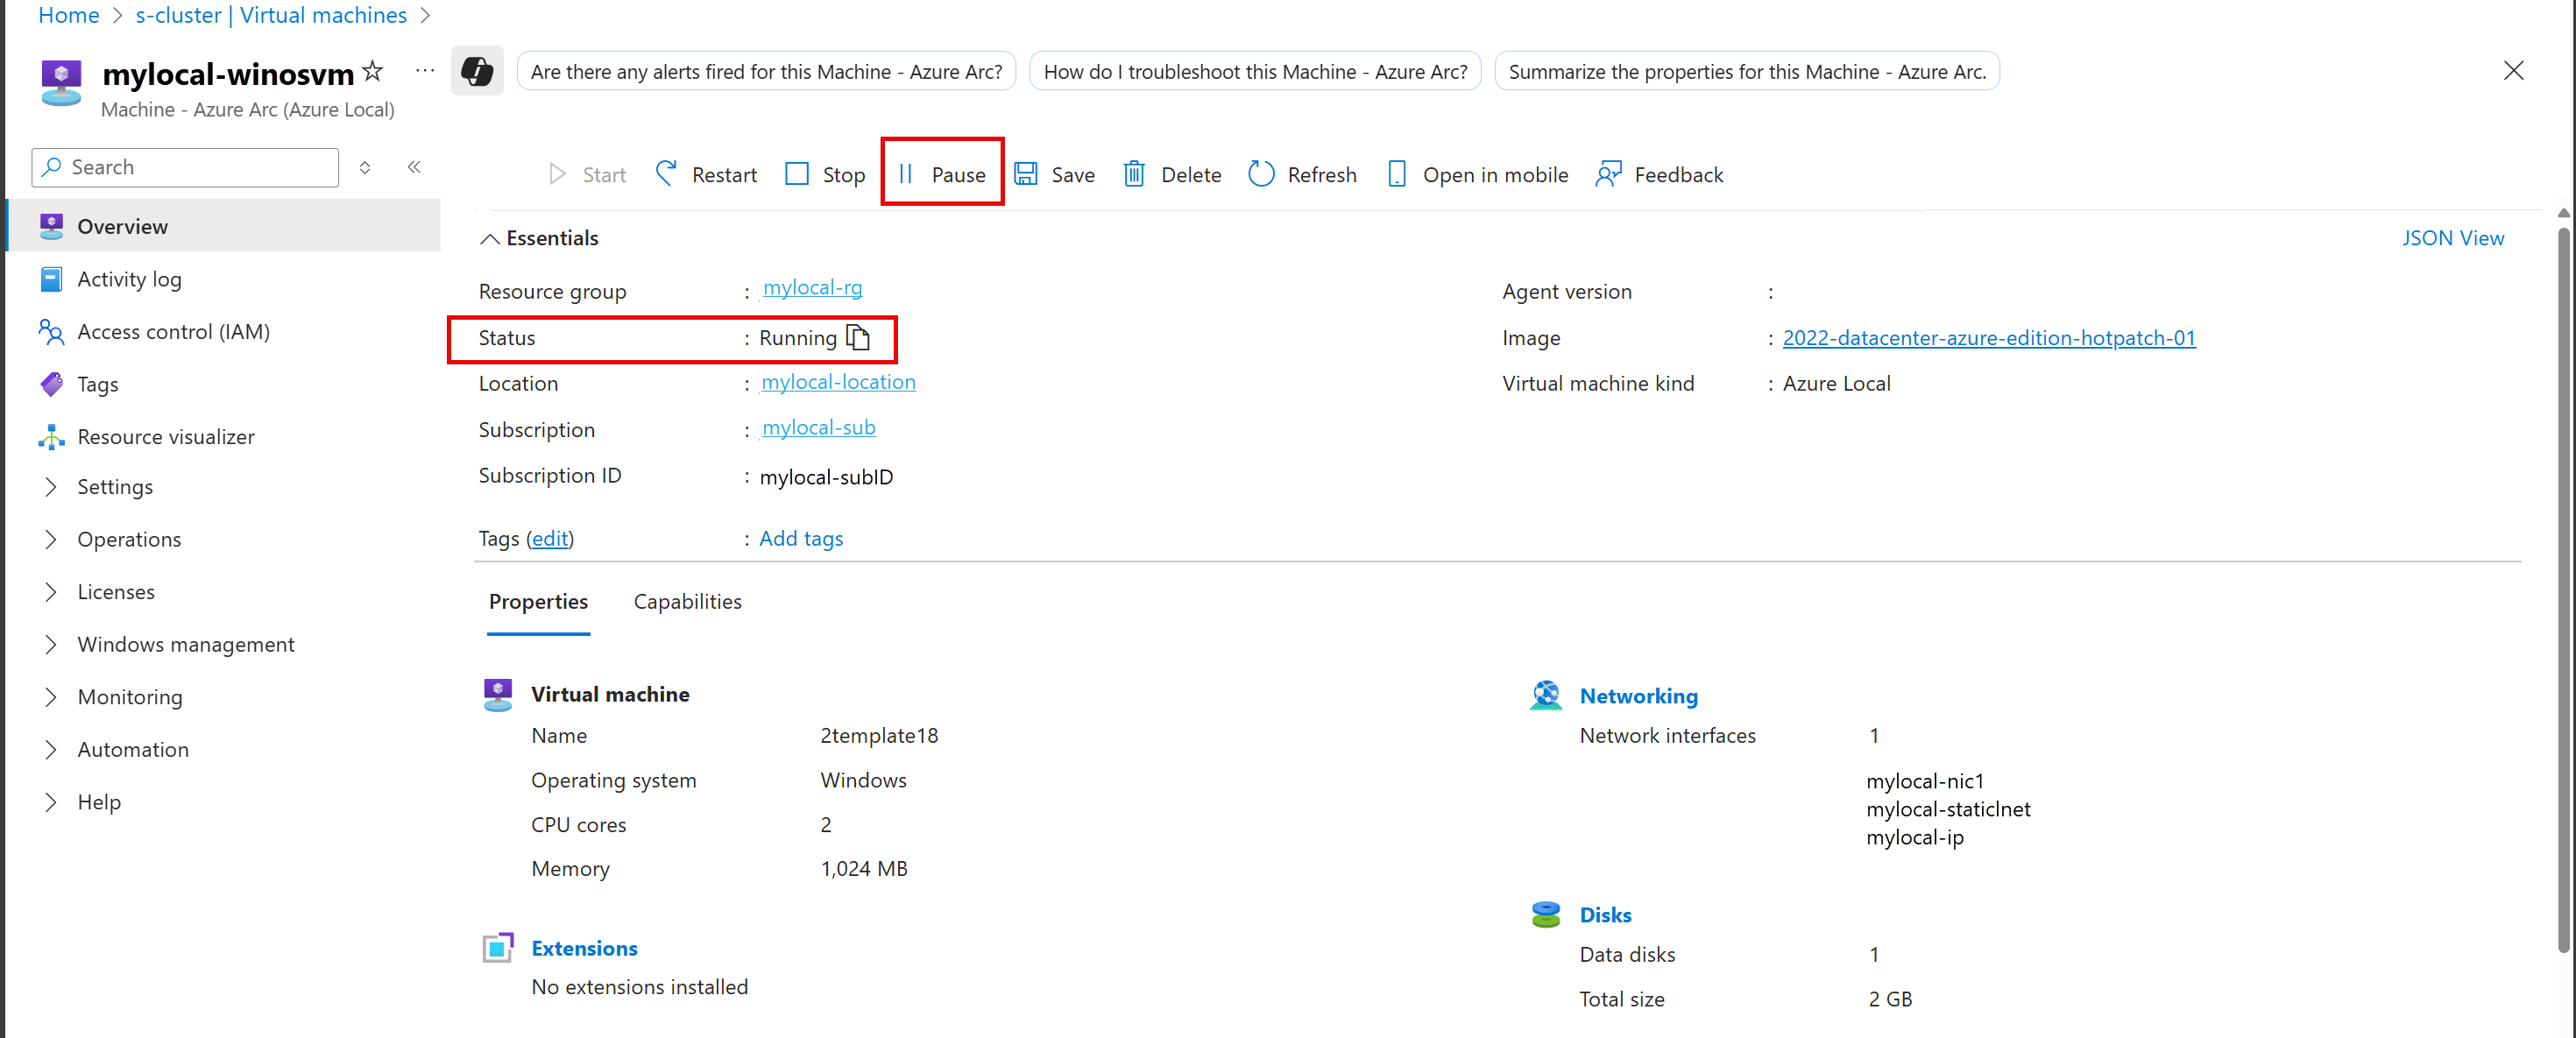 Home > s-cluster | Virtual machines >
mylocal-winosvm
Machine - Azure Arc (Azure Local)
Are there any alerts fired for this Machine - Azure Arc?
How do I troubleshoot this Machine - Azure Arc?
Summarize the properties for this Machine - Azure Arc.
Search
Start Restart Stop Pause Save Delete Refresh Open in mobile Feedback
Overview
Activity log
Access control (IAM)
Tags
Resource visualizer
Settings
Operations
Licenses
Windows management
Monitoring
Automation
Help
Essentials
JSON View
Resource group : mylocal-rg
Status : Running
Location : mylocal-location
Subscription : mylocal-sub
Subscription ID : mylocal-subID
Tags (edit) : Add tags
Agent version :
Image : 2022-datacenter-azure-edition-hotpatch-01
Virtual machine kind : Azure Local
Properties Capabilities
Virtual machine
Name 2template18
Operating system Windows
CPU cores 2
Memory 1,024 MB
Extensions
No extensions installed
Networking
Network interfaces 1
mylocal-nic1
mylocal-staticlnet
mylocal-ip
Disks
Data disks 1
Total size 2 GB